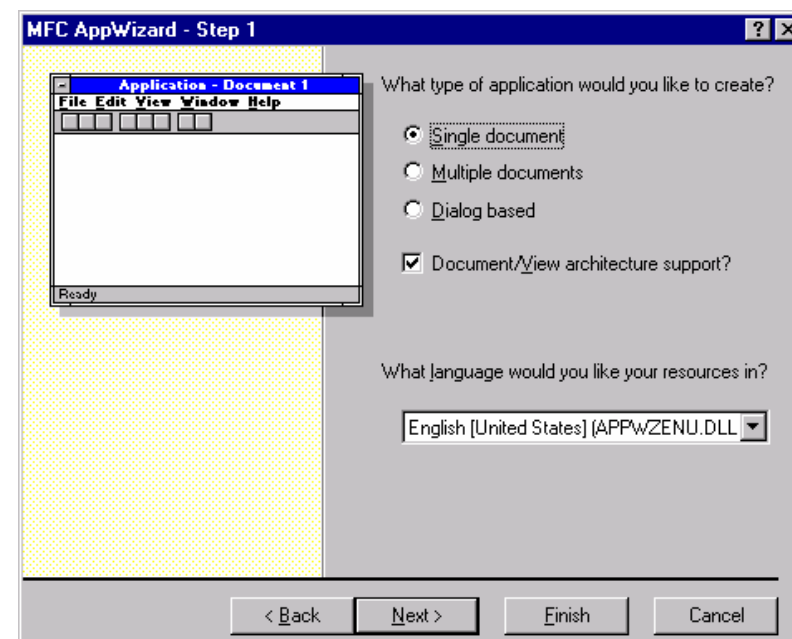 MFC AppWizard - Step 1
Application - Document 1
File Edit View Window Help
Ready
What type of application would you like to create?
Single document
Multiple documents
Dialog based
Document/View architecture support?
What language would you like your resources in?
English [United States] (APPWZENU.DLL
< Back
Next >
Finish
Cancel